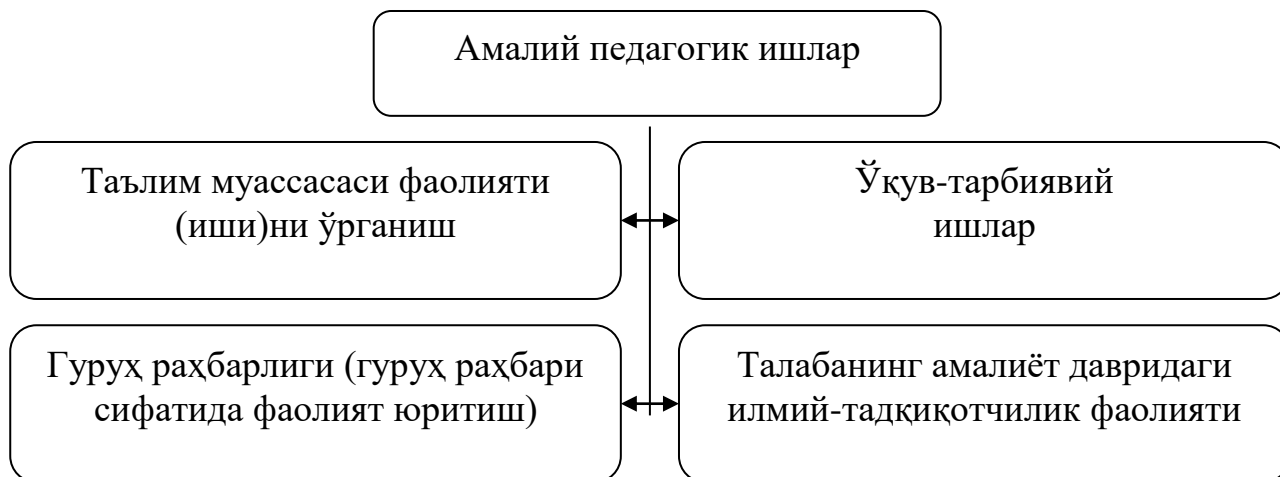 Амалий педагогик ишлар
Таълим муассасаси фаолияти
(иши)ни ўрганиш
Ўқув-тарбиявий
ишлар
Гуруҳ раҳбарлиги (гуруҳ раҳбари
сифатида фаолият юритиш)
Талабанинг амалиёт давридаги
илмий-тадқиқотчилик фаолияти